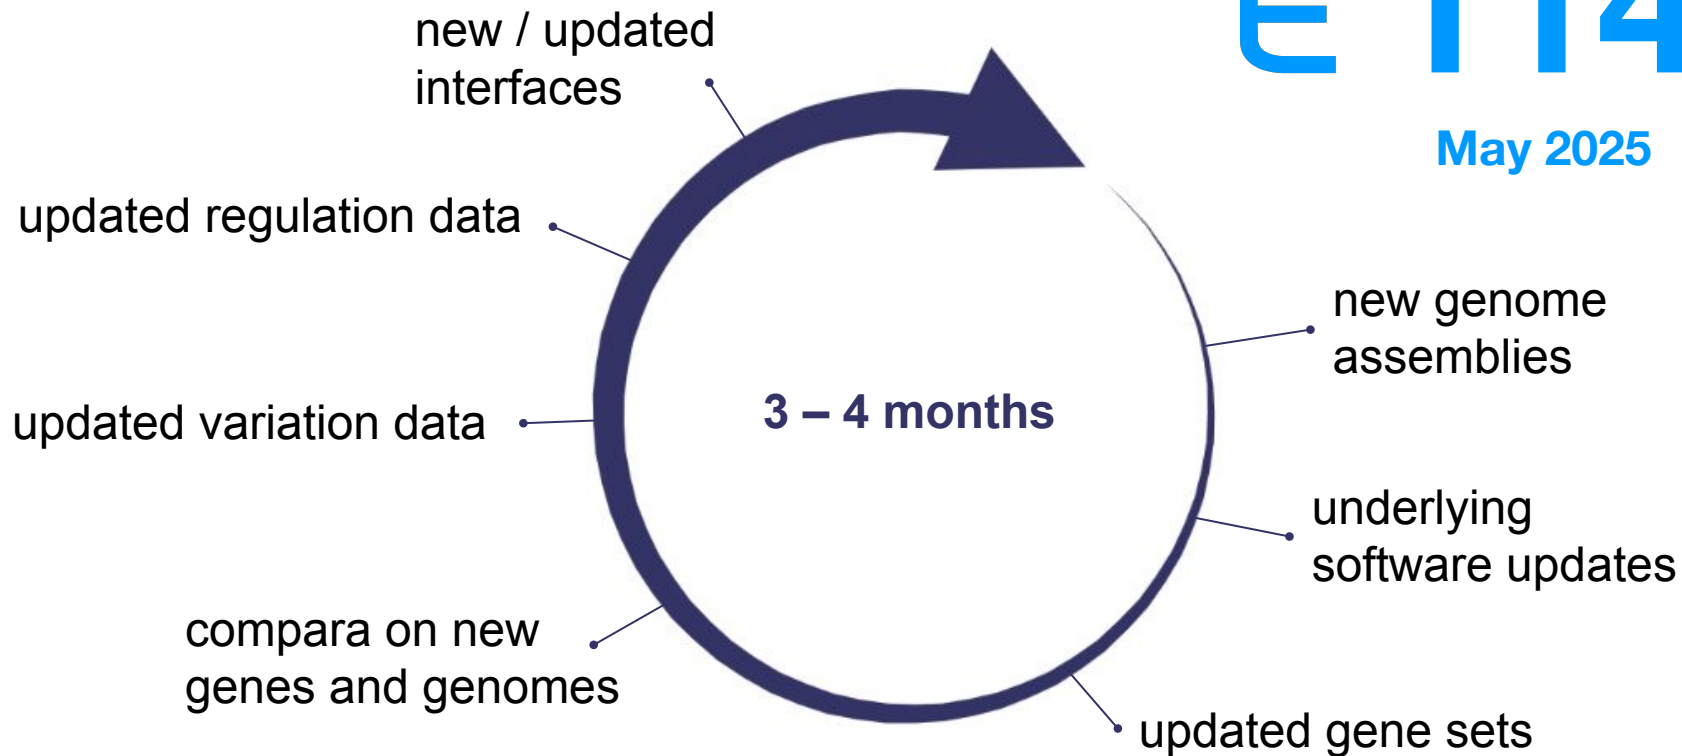 new / updated
interfaces
E114
May 2025
updated regulation data
new genome
assemblies
3 – 4 months
updated variation data
underlying
software updates
compara on new
genes and genomes
updated gene sets